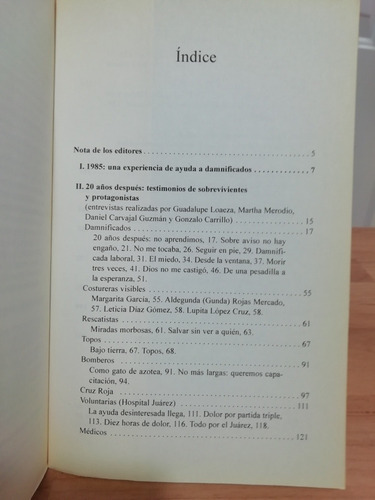 Índice
Nota de los editores ........................................ 5
I. 1985: una experiencia de ayuda a damnificados ............. 7
II. 20 años después: testimonios de sobrevivientes
y protagonistas
(entrevistas realizadas por Guadalupe Loaeza, Martha Merodio,
Daniel Carvajal Guzmán y Gonzalo Carrillo) .................. 15
Damnificados ................................................ 17
20 años después: no aprendimos, 17. Sobre aviso no hay
engaño, 21. No me tocaba, 26. Seguir en pie, 29. Damnifi-
cada laboral, 31. El miedo, 34. Desde la ventana, 37. Morir
tres veces, 41. Dios no me castigó, 46. De una pesadilla a
la esperanza, 51.
Costureras visibles ......................................... 55
Margarita García, 55. Aldegunda (Gunda) Rojas Mercado,
57. Leticia Díaz Gómez, 58. Lupita López Cruz, 58.
Rescatistas ................................................. 61
Miradas morbosas, 61. Salvar sin ver a quién, 63.
Topos ....................................................... 67
Bajo tierra, 67. Topos, 68.
Bomberos .................................................... 91
Como gato de azotea, 91. No más largas: queremos capa-
citación, 94.
Cruz Roja ................................................... 97
Voluntarias (Hospital Juárez) ............................... 111
La ayuda desinteresada llega, 111. Dolor por partida triple,
113. Diez horas de dolor, 116. Todo por el Juárez, 118.
Médicos ..................................................... 121